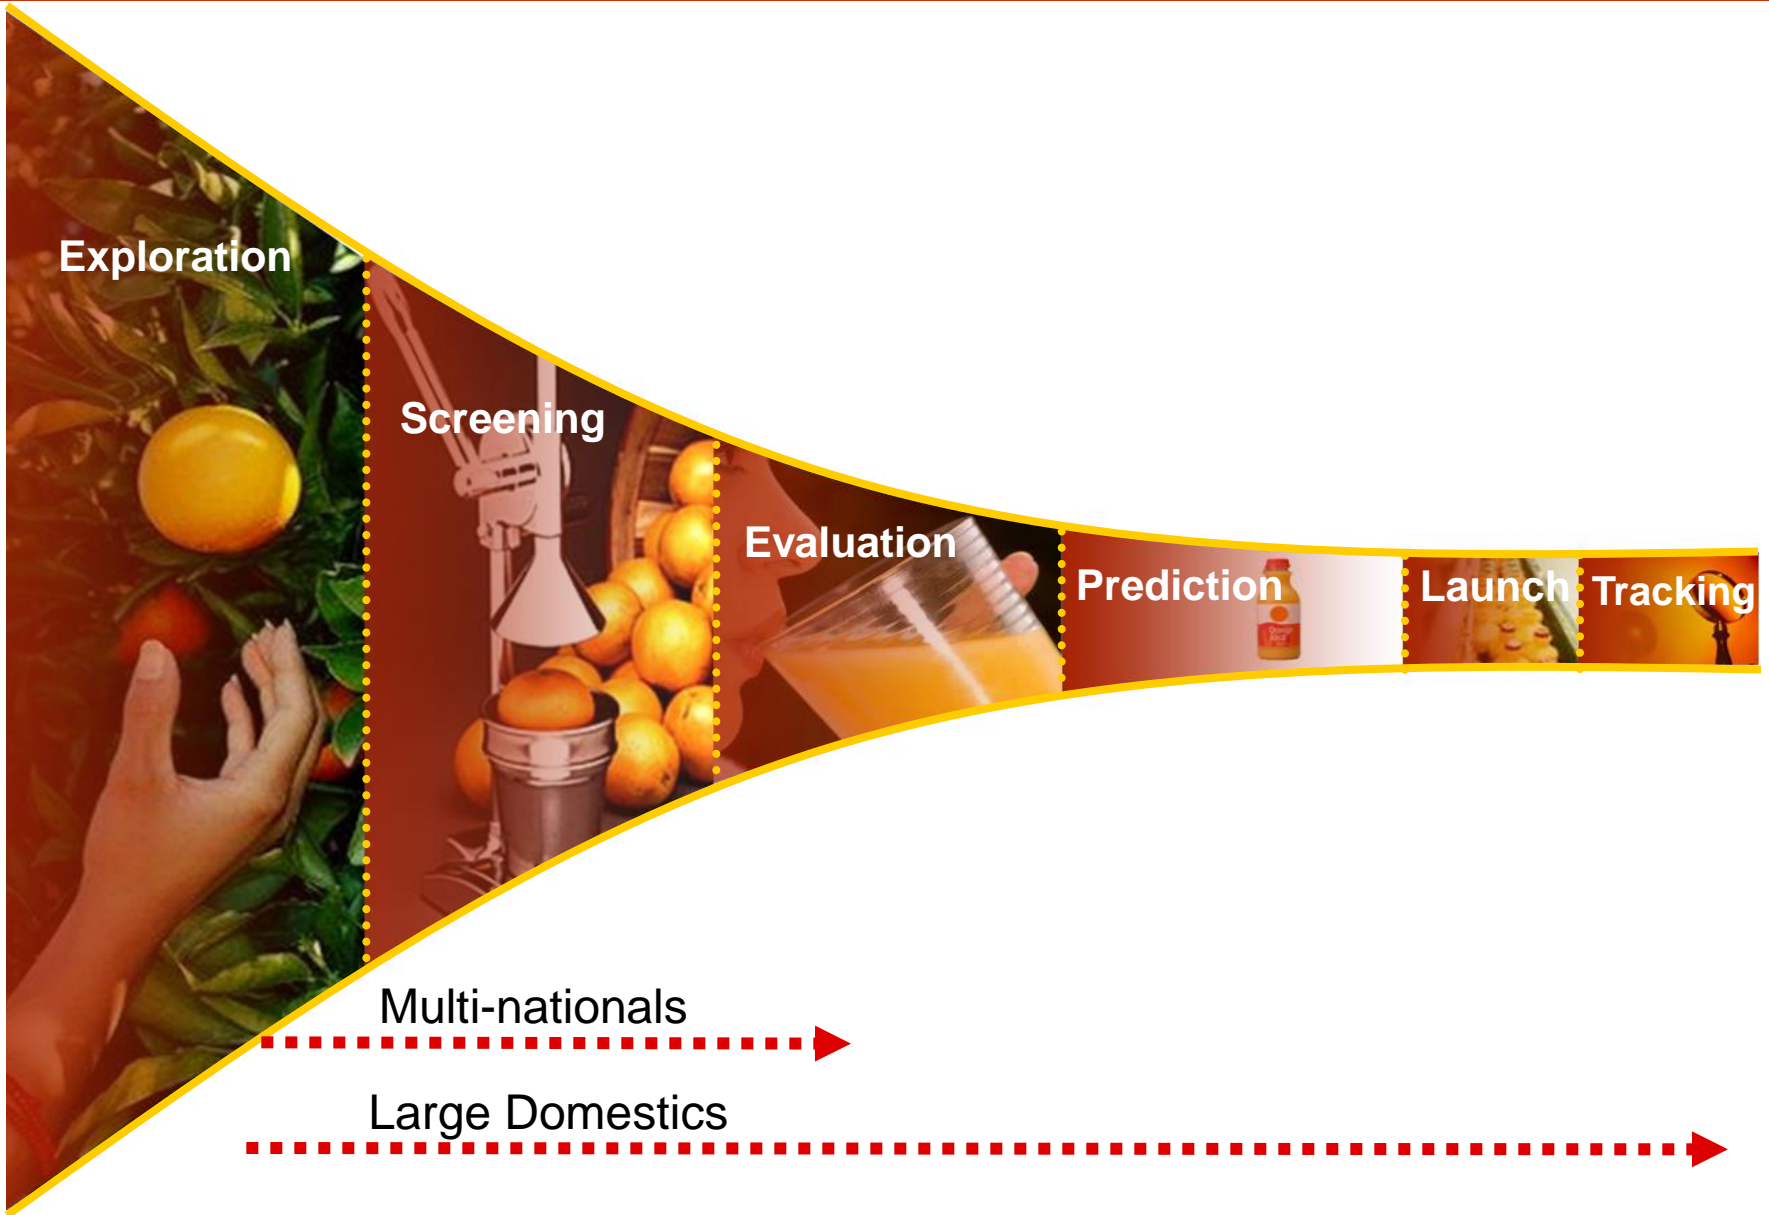 Exploration
Screening
Evaluation
Prediction
Launch
Tracking
Multi-nationals
Large Domestics